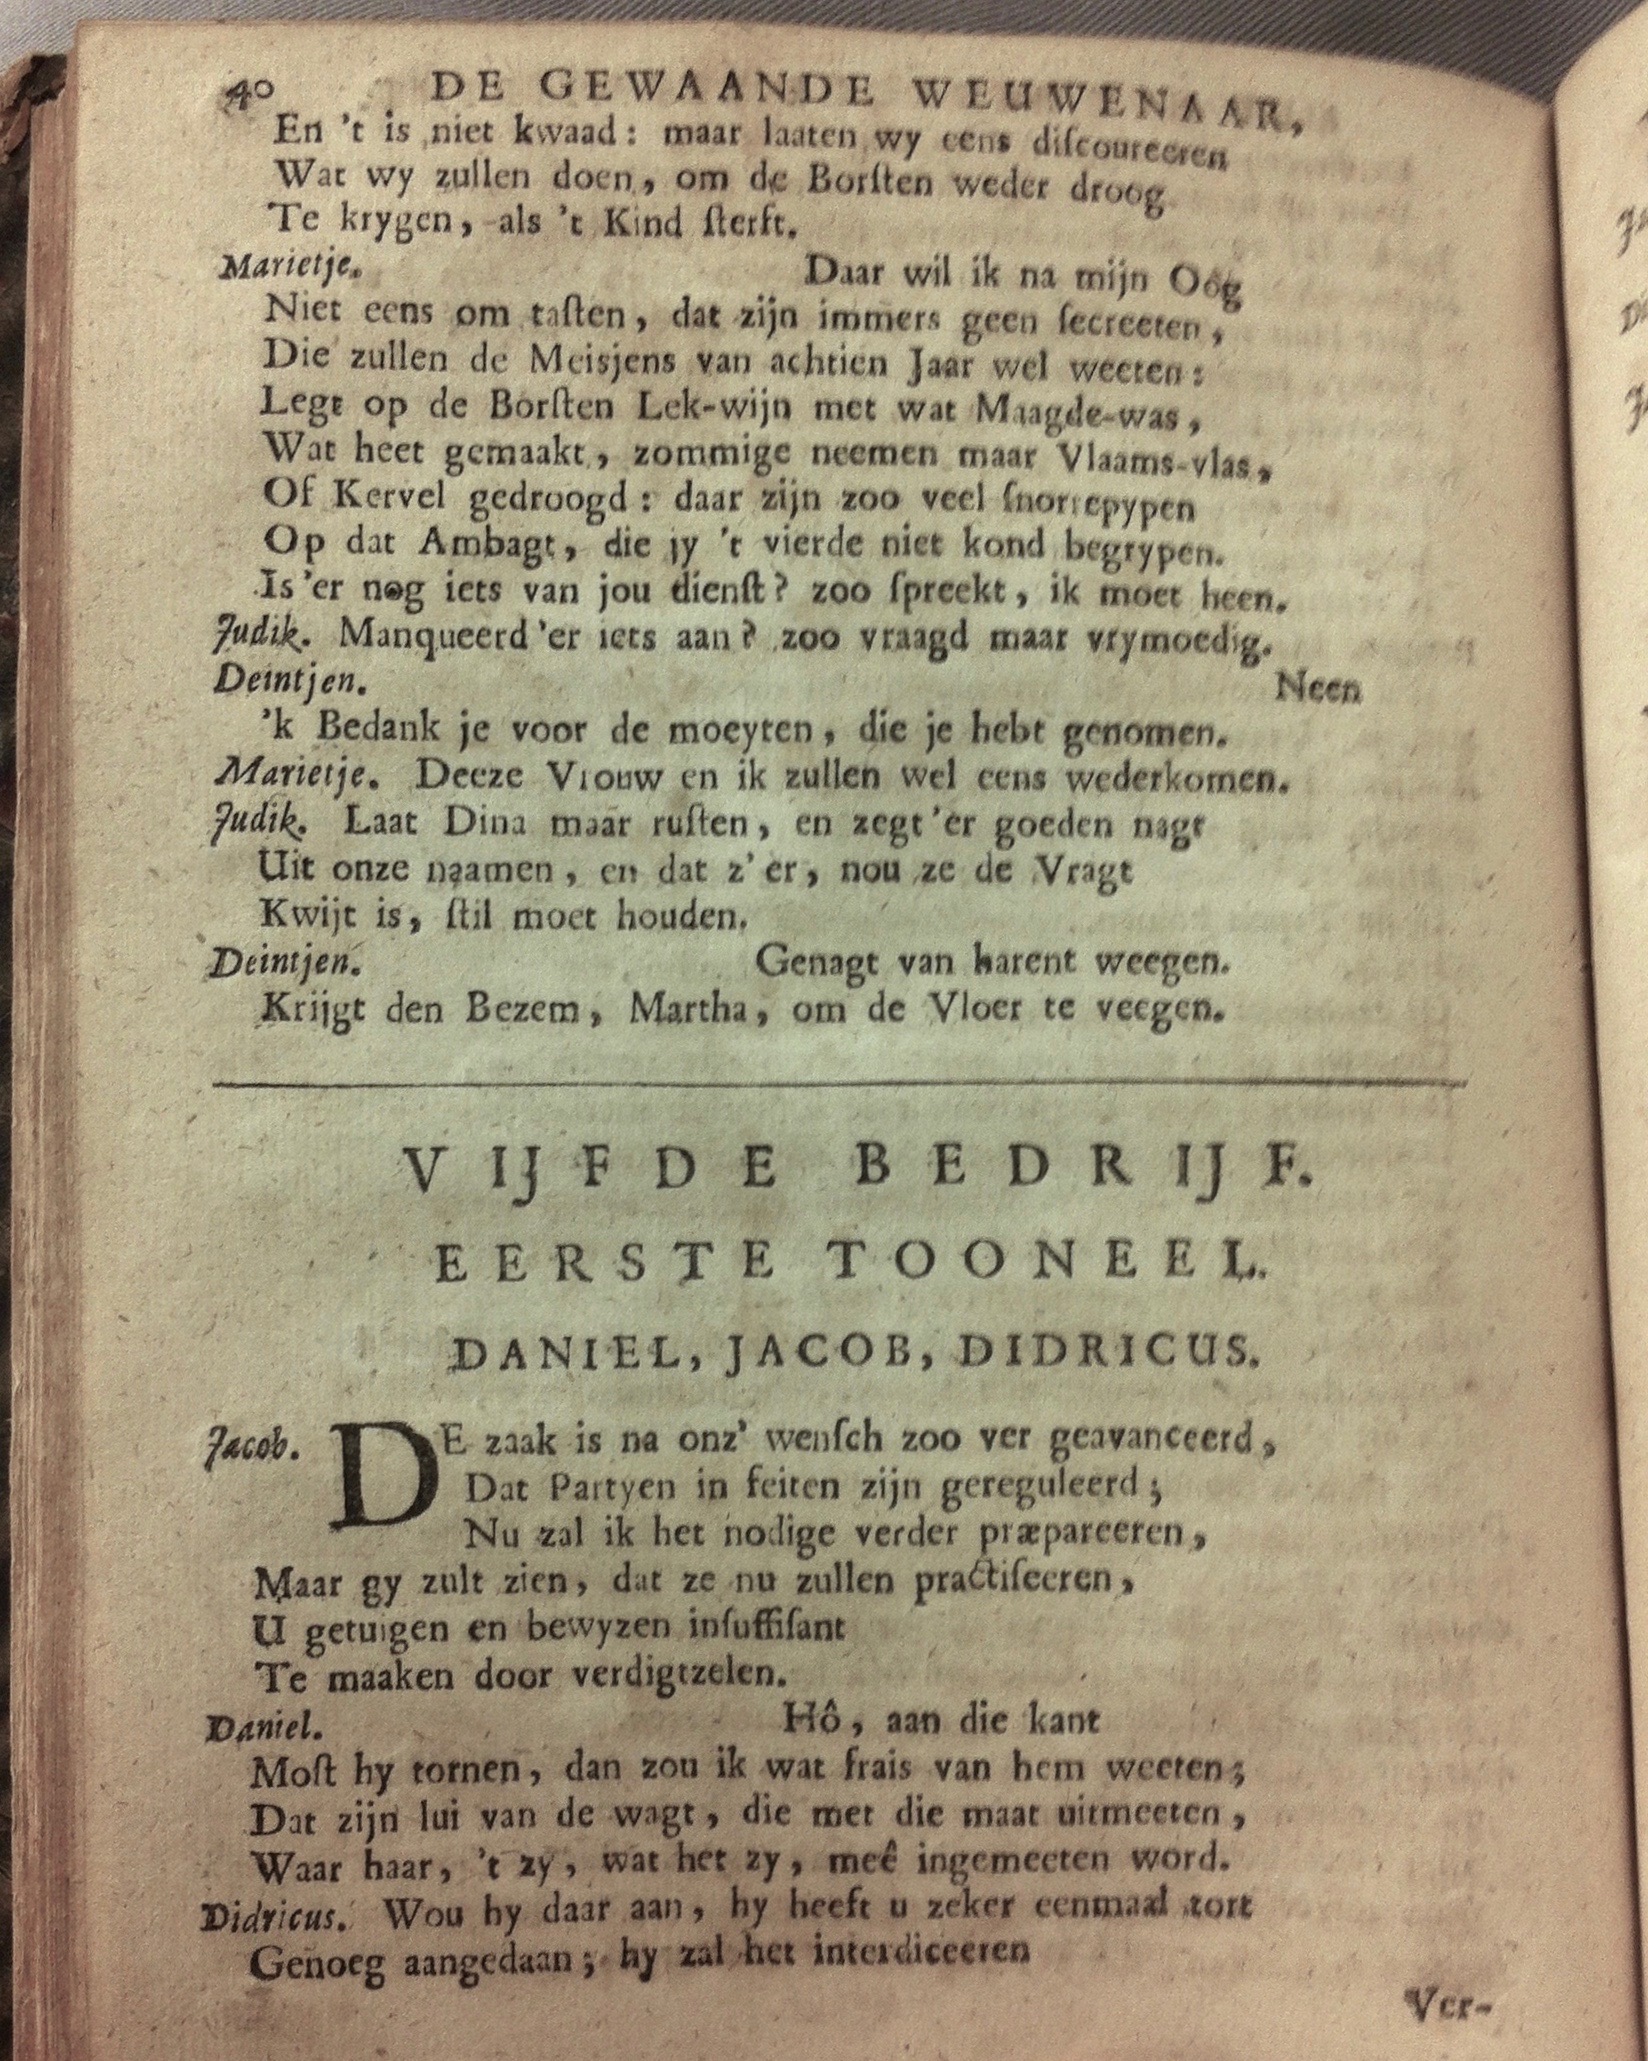 40 DE GEWAANDE WEUWENAAR,
En 't is niet kwaad: maar laaten wy eens diſcoureeren
Wat wy zullen doen, om de Borſten weder droog
Te krygen, als 't Kind ſterft.
Marietje. Daar wil ik na mijn Oog
Niet eens om taſten, dat zijn immers geen ſecreeten,
Die zullen de Meisjens van achtien Jaar wel weeten:
Legt op de Borſten Lek-wijn met wat Maagde-was,
Wat heet gemaakt, zommige neemen maar Vlaams-vlas,
Of Kervel gedroogd: daar zijn zoo veel ſnorrepypen
Op dat Ambagt, die jy 't vierde niet kond begrypen.
Is 'er nog iets van jou dienſt? zoo ſpreekt, ik moet heen.
Judik. Manqueerd 'er iets aan? zoo vraagd maar vrymoedig.
Deintjen. Neen
'k Bedank je voor de moeyten, die je hebt genomen.
Marietje. Deeze Vrouw en ik zullen wel eens wederkomen.
Judik. Laat Dina maar ruſten, en zegt 'er goeden nagt
Uit onze naamen, en dat z' er, nou ze de Vragt
Kwijt is, ſtil moet houden.
Deintjen. Genagt van harent weegen.
Krijgt den Bezem, Martha, om de Vloer te veegen.
VIJFDE BEDRIJF.
EERSTE TOONEEL.
DANIEL, JACOB, DIDRICUS.
Jacob. DE zaak is na onz' wenſch zoo ver geavanceerd,
Dat Partyen in feiten zijn gereguleerd;
Nu zal ik het nodige verder præpareeren,
Maar gy zult zien, dat ze nu zullen practiſeeren,
U getuigen en bewyzen inſuffiſant
Te maaken door verdigtzelen.
Daniel. Hô, aan die kant
Moſt hy tornen, dan zou ik wat frais van hem weeten;
Dat zijn lui van de wagt, die met die maat uitmeeten,
Waar haar, 't zy, wat het zy, meê ingemeeten word.
Didricus. Wou hy daar aan, hy heeft u zeker eenmaal tort
Genoeg aangedaan; hy zal het interdiceeren
Ver-